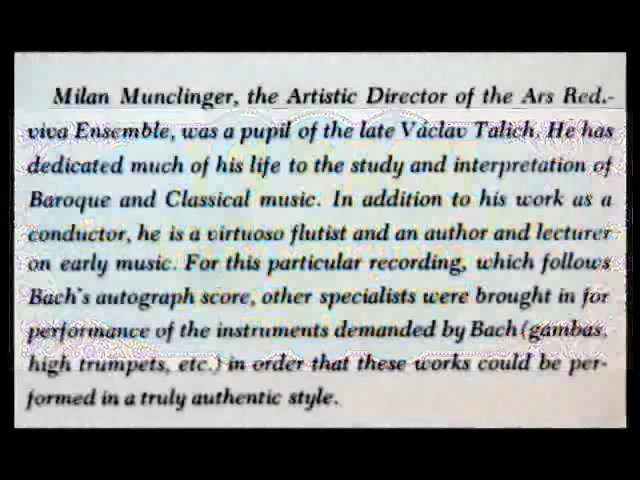 Milan Munclinger, the Artistic Director of the Ars Red.-
viva Ensemble, was a pupil of the late Václav Talich. He has
dedicated much of his life to the study and interpretation of
Baroque and Classical music. In addition to his work as a
conductor, he is a virtuoso flutist and an author and lecturer
on early music. For this particular recording, which follows
Bach's autograph score, other specialists were brought in for
performance of the instruments demanded by Bach (gambas,
high trumpets, etc.) in order that these works could be per-
formed in a truly authentic style.